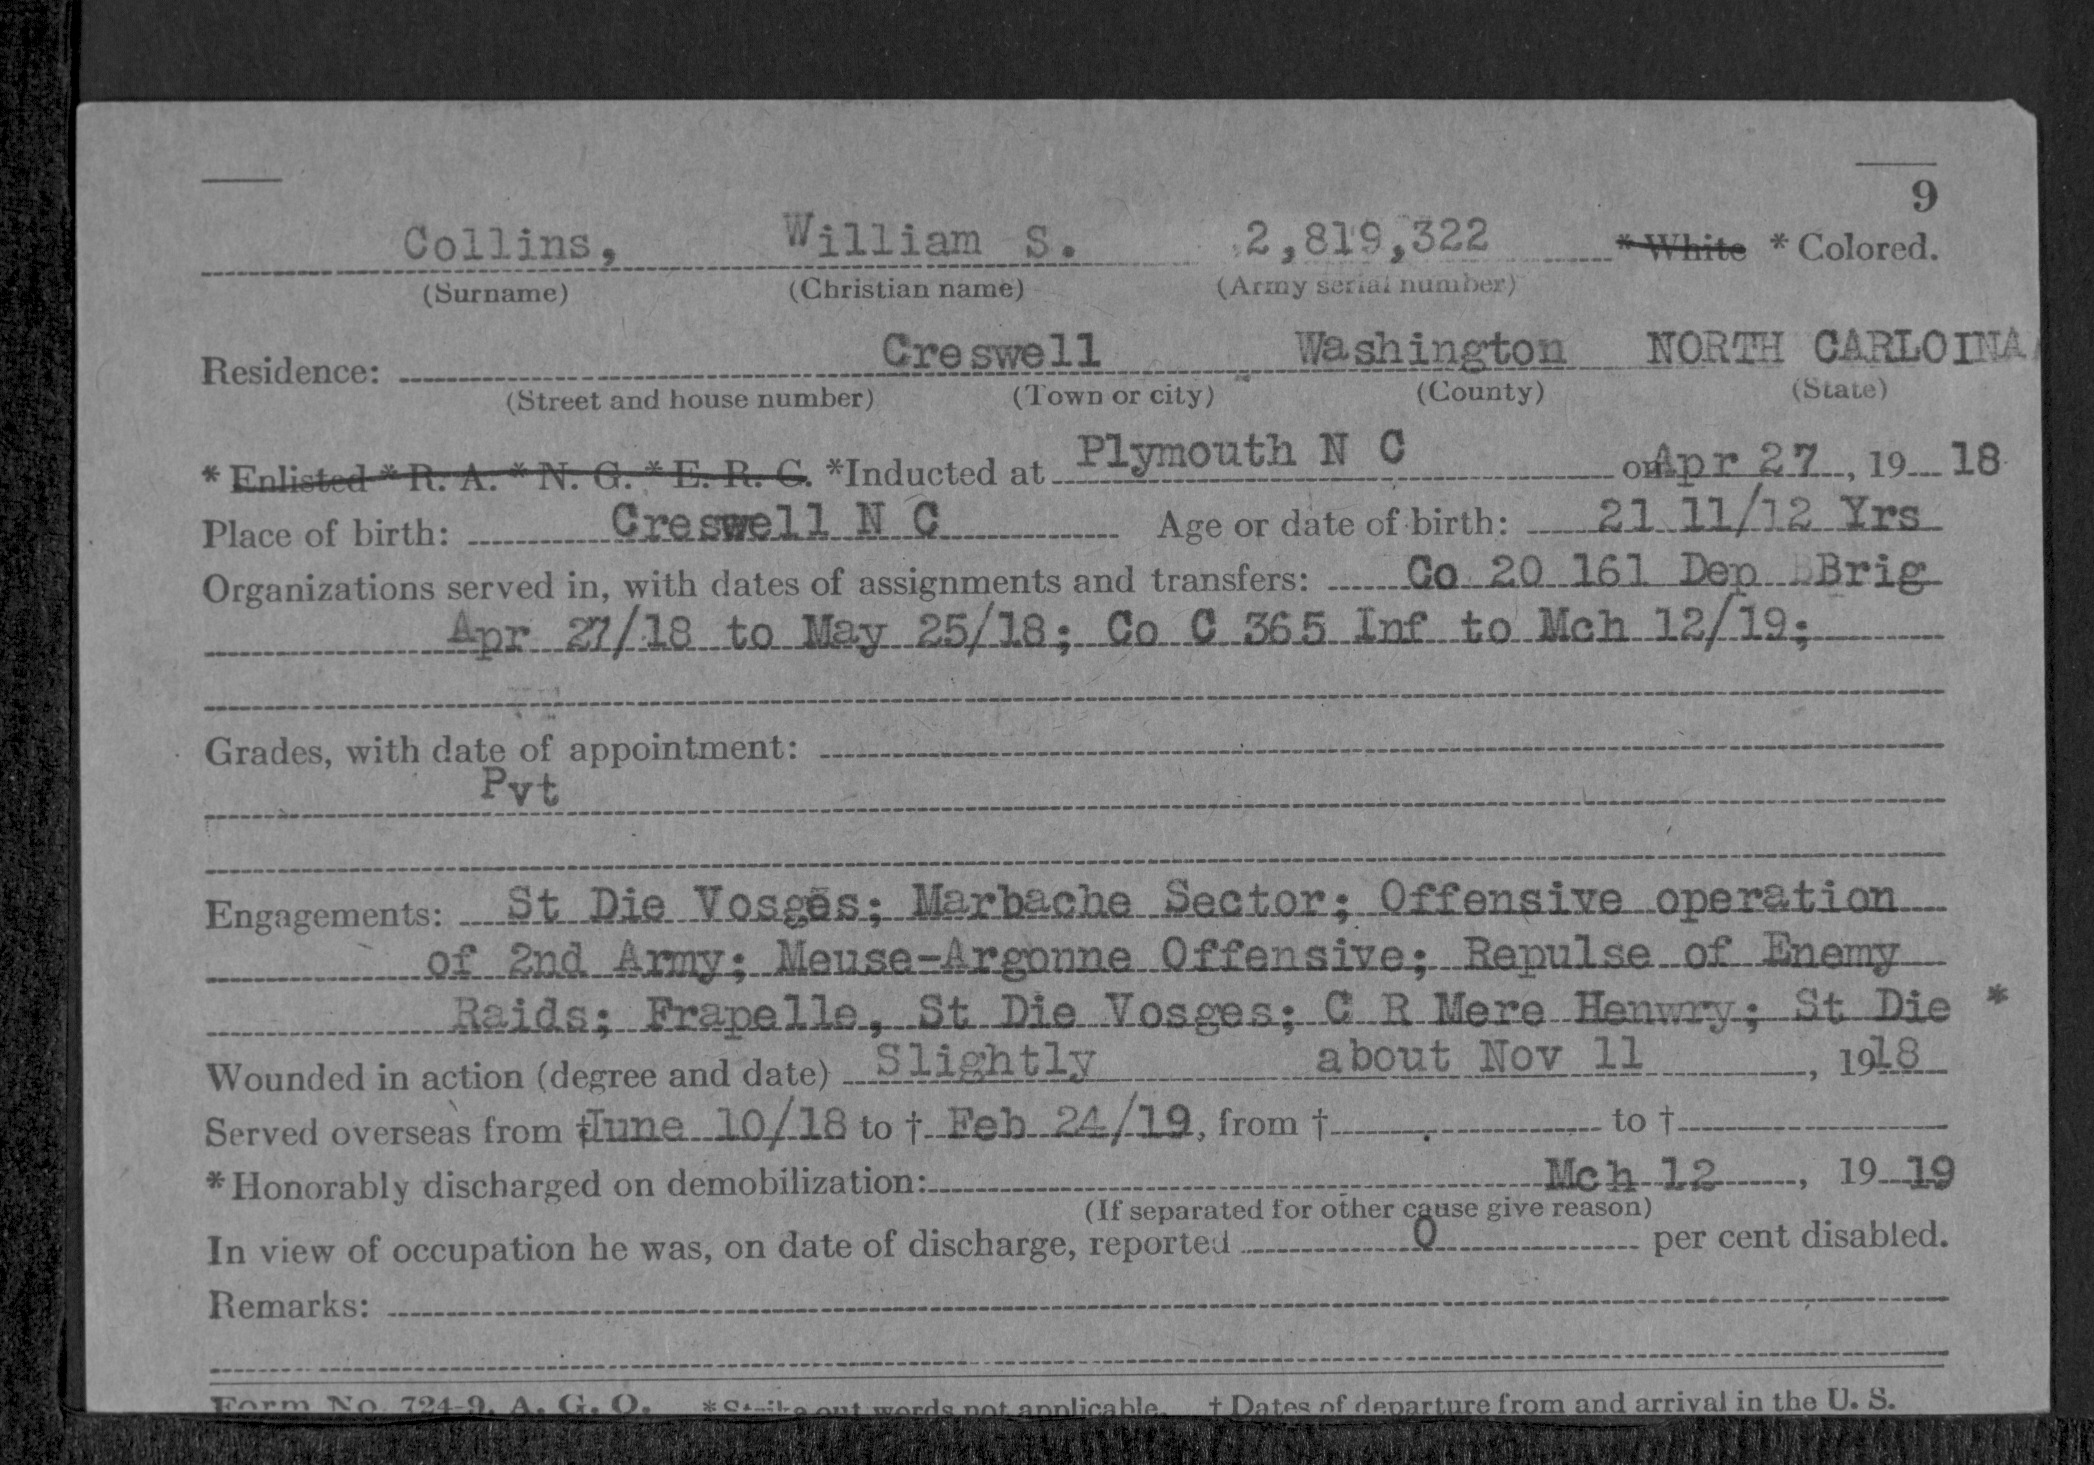 9
Collins, William S. 2,819,322 * White * Colored.
(Surname) (Christian name) (Army serial number)
Residence: Creswell Washington NORTH CARLOINA
(Street and house number) (Town or city) (County) (State)
* Enlisted * R. A. * N. G. * E. R. C. *Inducted at Plymouth N C on Apr 27, 19 18
Place of birth: Creswell N C Age or date of birth: 21 11/12 Yrs
Organizations served in, with dates of assignments and transfers: Co 20 161 Dep BBrig
Apr 27/18 to May 25/18; Co C 365 Inf to Mch 12/19;
Grades, with date of appointment:
Pvt
Engagements: St Die Vosges; Marbache Sector; Offensive operation
of 2nd Army; Meuse-Argonne Offensive; Repulse of Enemy
Raids; Frapelle, St Die Vosges; C R Mere Henwry; St Die *
Wounded in action (degree and date) Slightly about Nov 11, 1918
Served overseas from † June 10/18 to † Feb 24/19, from † to †
* Honorably discharged on demobilization: Mch 12, 19 19
(If separated for other cause give reason)
In view of occupation he was, on date of discharge, reported 0 per cent disabled.
Remarks:
Form No. 724-9, A. G. O. *Strike out words not applicable. † Dates of departure from and arrival in the U. S.